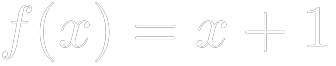 f(x) = x + 1